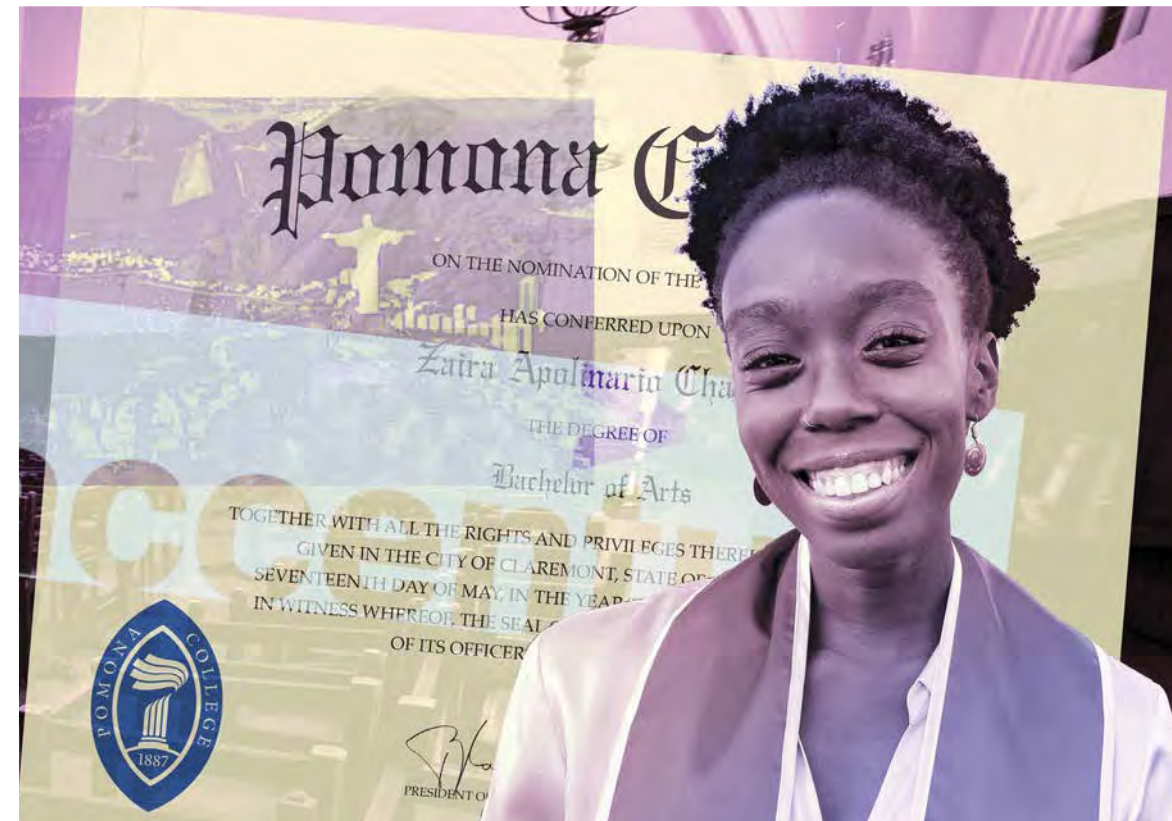 Pomona C
ON THE NOMINATION OF THE
HAS CONFERRED UPON
Zaira Apolinario Cha
THE DEGREE OF
Bachelor of Arts
accentu
TOGETHER WITH ALL THE RIGHTS AND PRIVILEGES THERE
GIVEN IN THE CITY OF CLAREMONT, STATE OF
SEVENTEENTH DAY OF MAY, IN THE YEAR
IN WITNESS WHEREOF, THE SEAL
OF ITS OFFICER
POMONA COLLEGE
1887
PRESIDENT O